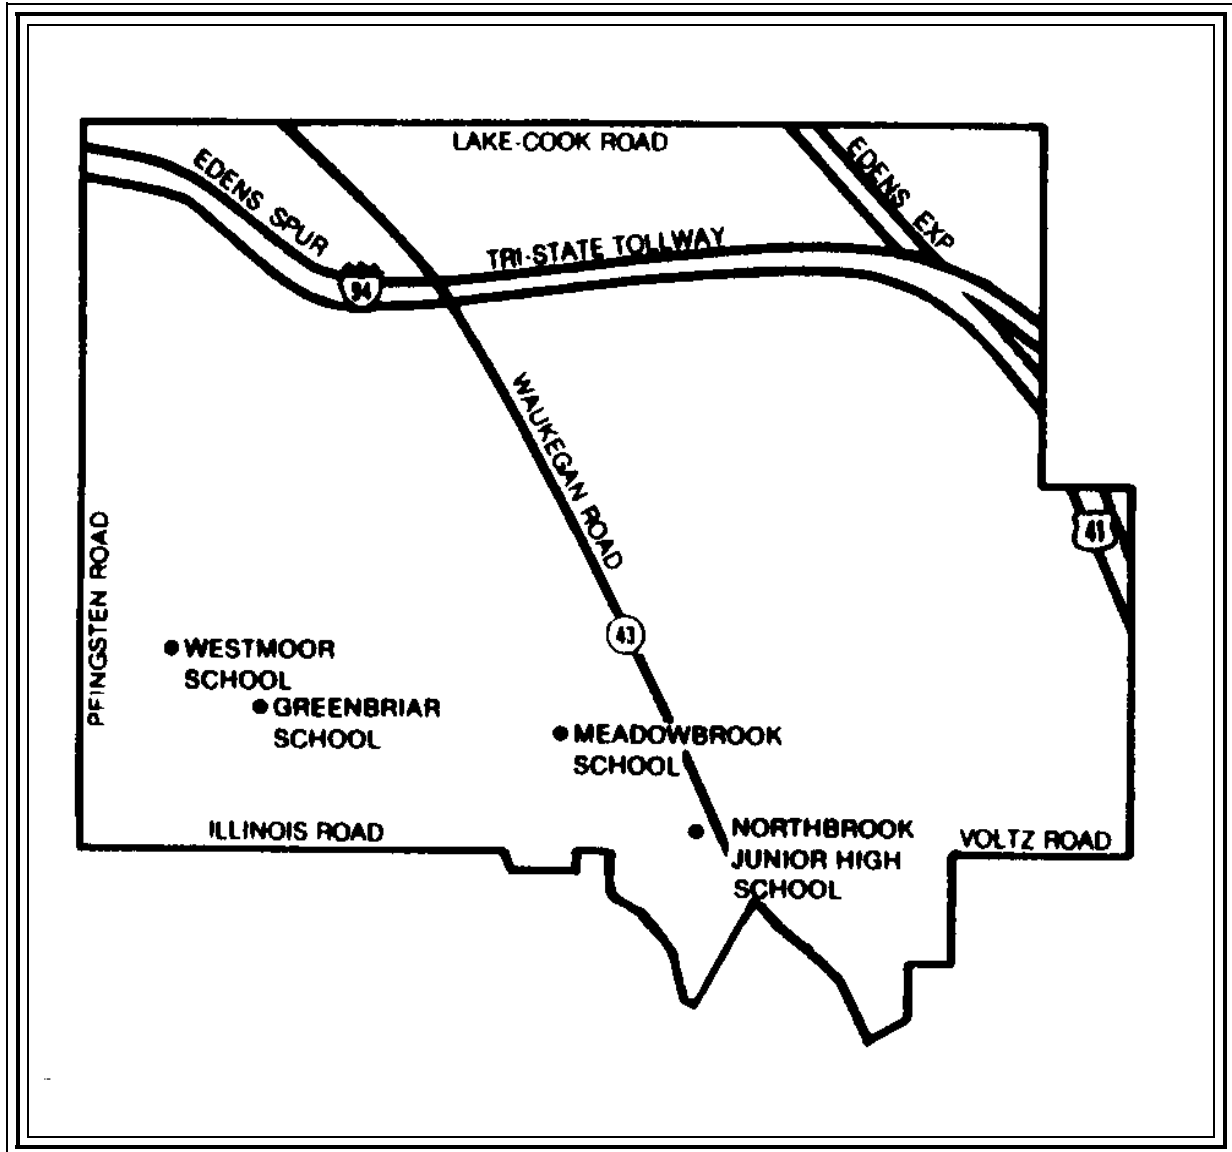 LAKE-COOK ROAD
EDENS EXP
EDENS SPUR
TRI-STATE TOLLWAY
94
WAUKEGAN ROAD
41
PFINGSTEN ROAD
43
WESTMOOR
SCHOOL
GREENBRIAR
SCHOOL
MEADOWBROOK
SCHOOL
ILLINOIS ROAD
NORTHBROOK
JUNIOR HIGH
SCHOOL
VOLTZ ROAD